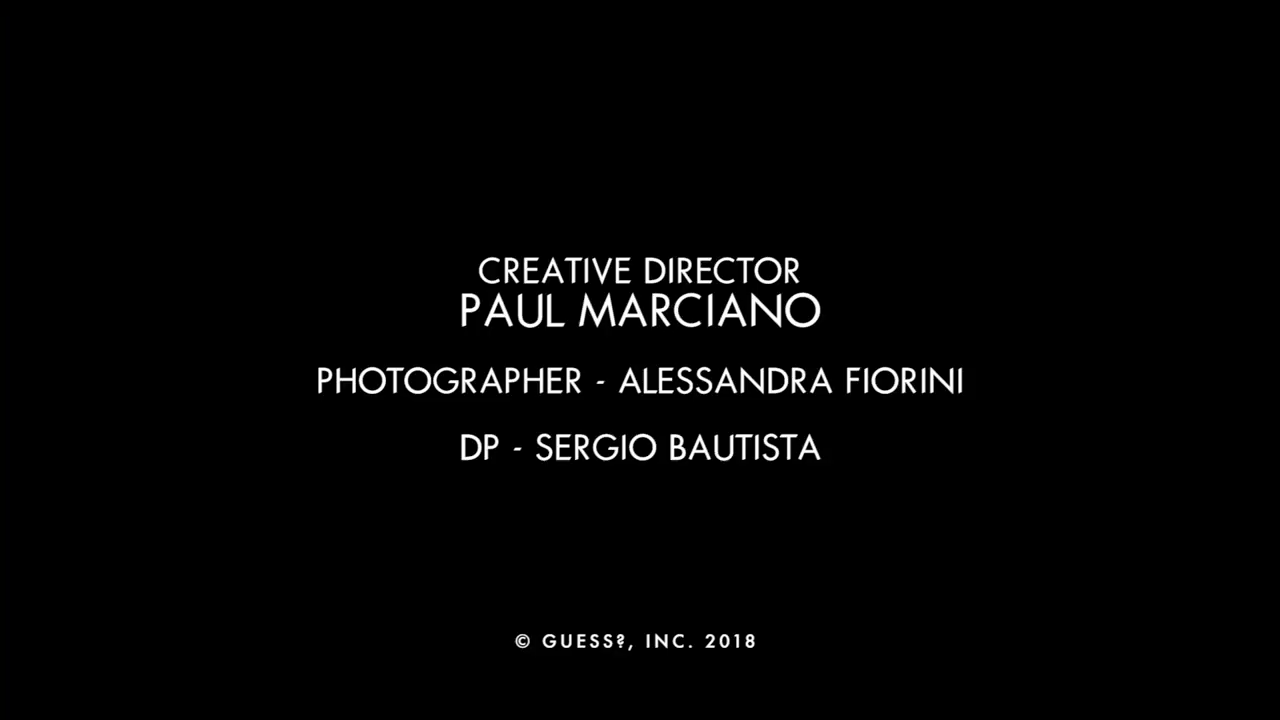 CREATIVE DIRECTOR
PAUL MARCIANO
PHOTOGRAPHER - ALESSANDRA FIORINI
DP - SERGIO BAUTISTA
© GUESS?, INC. 2018